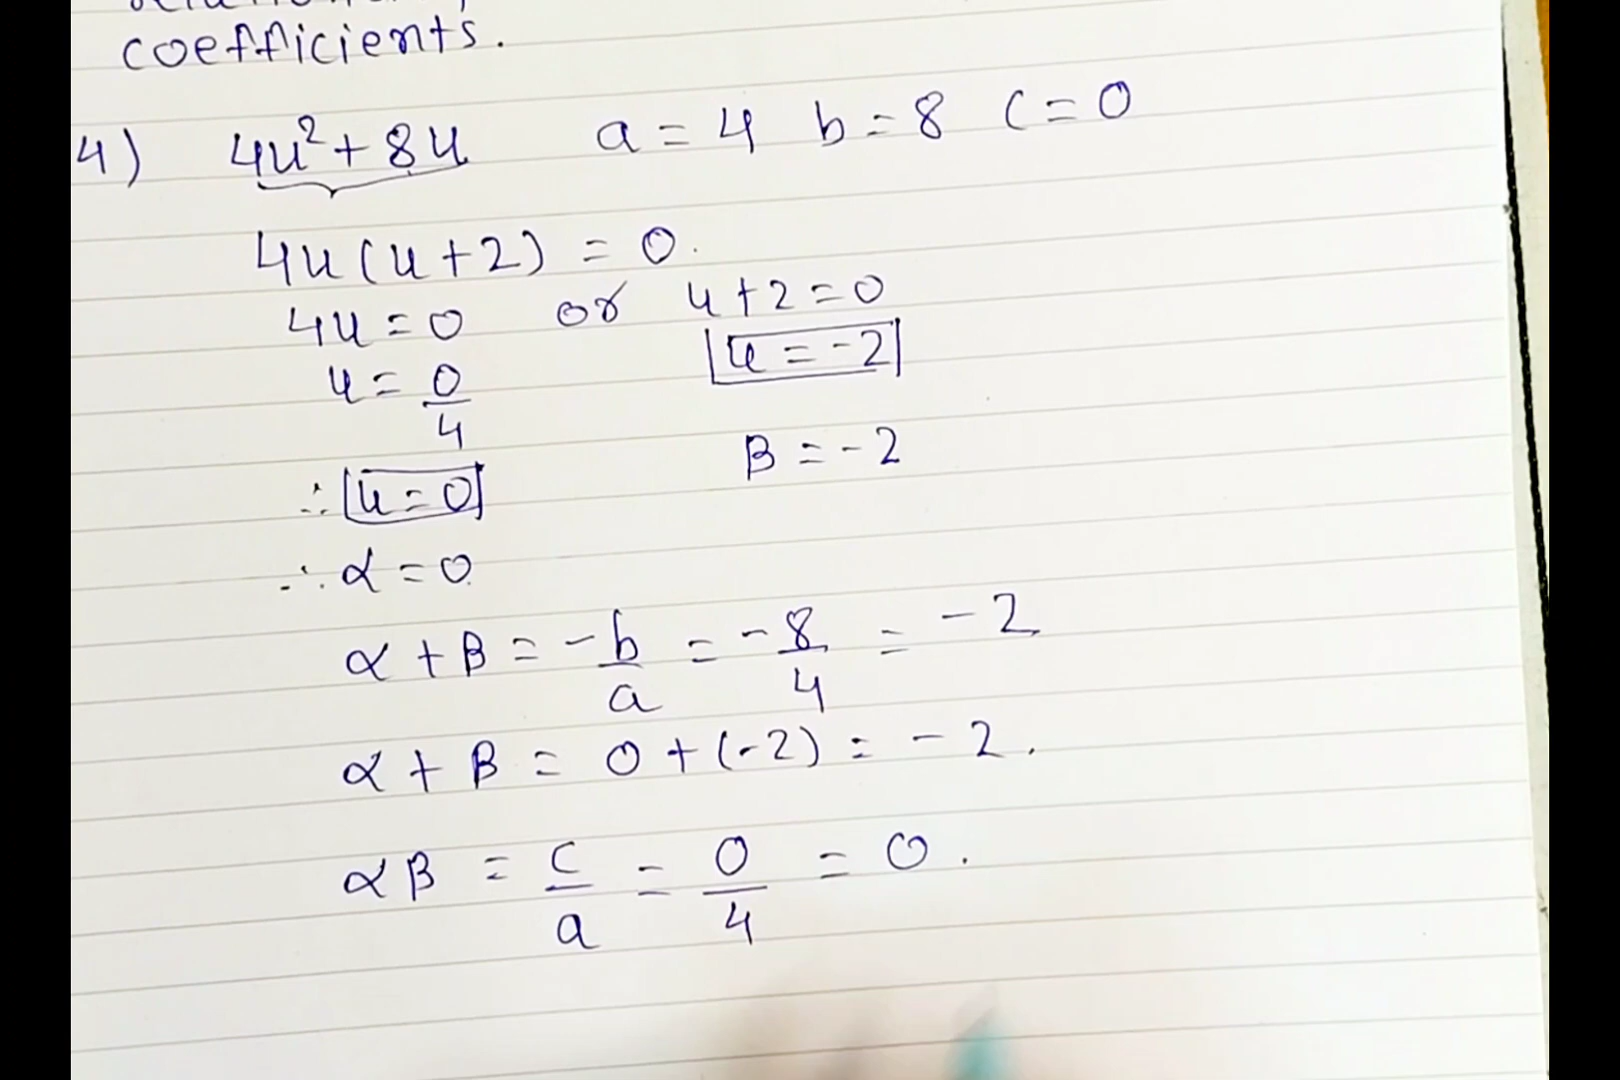 coefficients.
4) 4u²+8u a=4 b=8 c=0
4u(u+2) = 0.
4u=0 or u+2=0
u=0/4 u=-2
β=-2
∴ u=0
∴ α=0
α+β = -b/a = -8/4 = -2
α+β = 0+(-2) = -2.
αβ = c/a = 0/4 = 0.